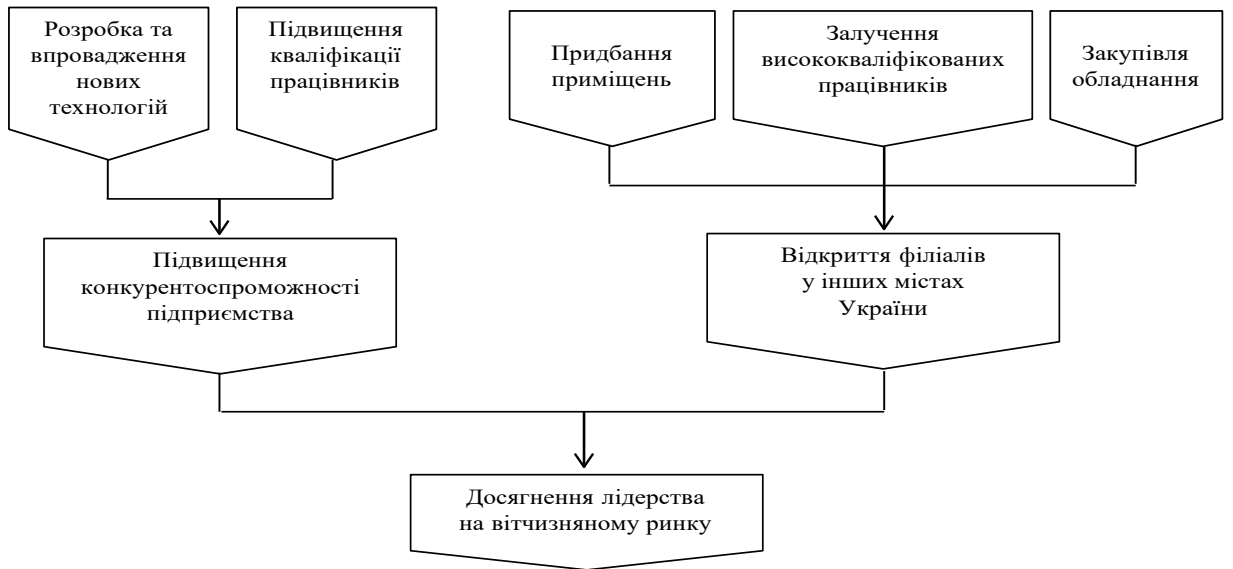 Розробка та
впровадження
нових
технологій
Підвищення
кваліфікації
працівників
Придбання
приміщень
Залучення
висококваліфікованих
працівників
Закупівля
обладнання
Підвищення
конкурентоспроможності
підприємства
Відкриття філіалів
у інших містах
України
Досягнення лідерства
на вітчизняному ринку